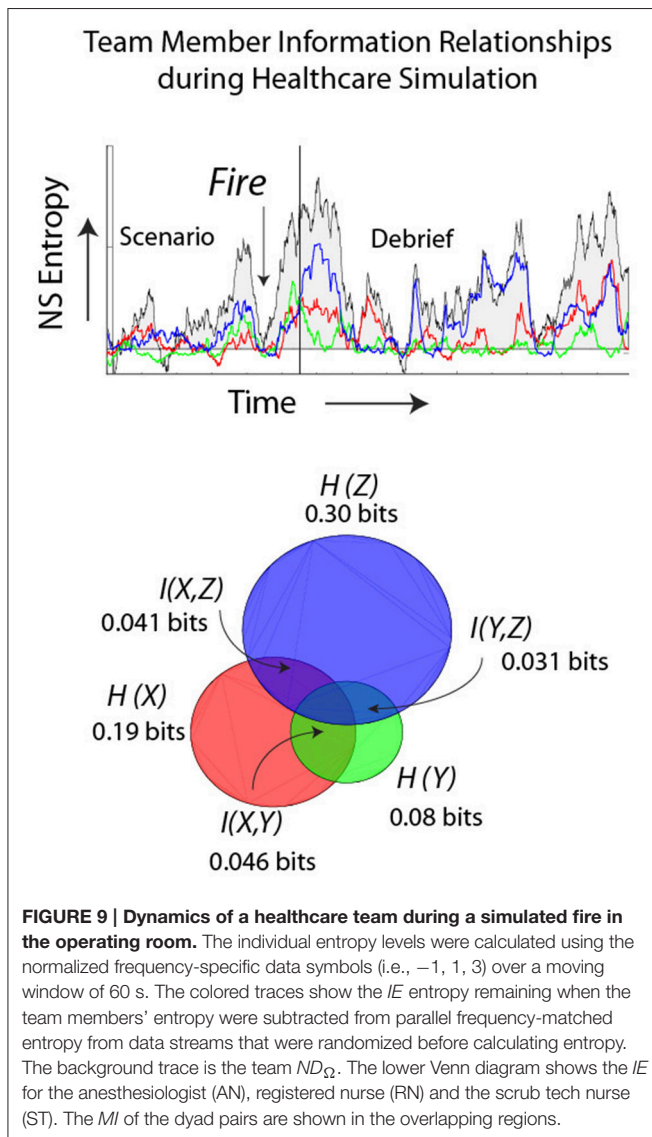 Team Member Information Relationships
during Healthcare Simulation
NS Entropy
Scenario
Fire
Debrief
Time
H (Z)
0.30 bits
I(X,Z)
0.041 bits
I(Y,Z)
0.031 bits
H (X)
0.19 bits
H (Y)
0.08 bits
I(X,Y)
0.046 bits
FIGURE 9 | Dynamics of a healthcare team during a simulated fire in
the operating room. The individual entropy levels were calculated using the
normalized frequency-specific data symbols (i.e., −1, 1, 3) over a moving
window of 60 s. The colored traces show the IE entropy remaining when the
team members' entropy were subtracted from parallel frequency-matched
entropy from data streams that were randomized before calculating entropy.
The background trace is the team NDΩ. The lower Venn diagram shows the IE
for the anesthesiologist (AN), registered nurse (RN) and the scrub tech nurse
(ST). The MI of the dyad pairs are shown in the overlapping regions.